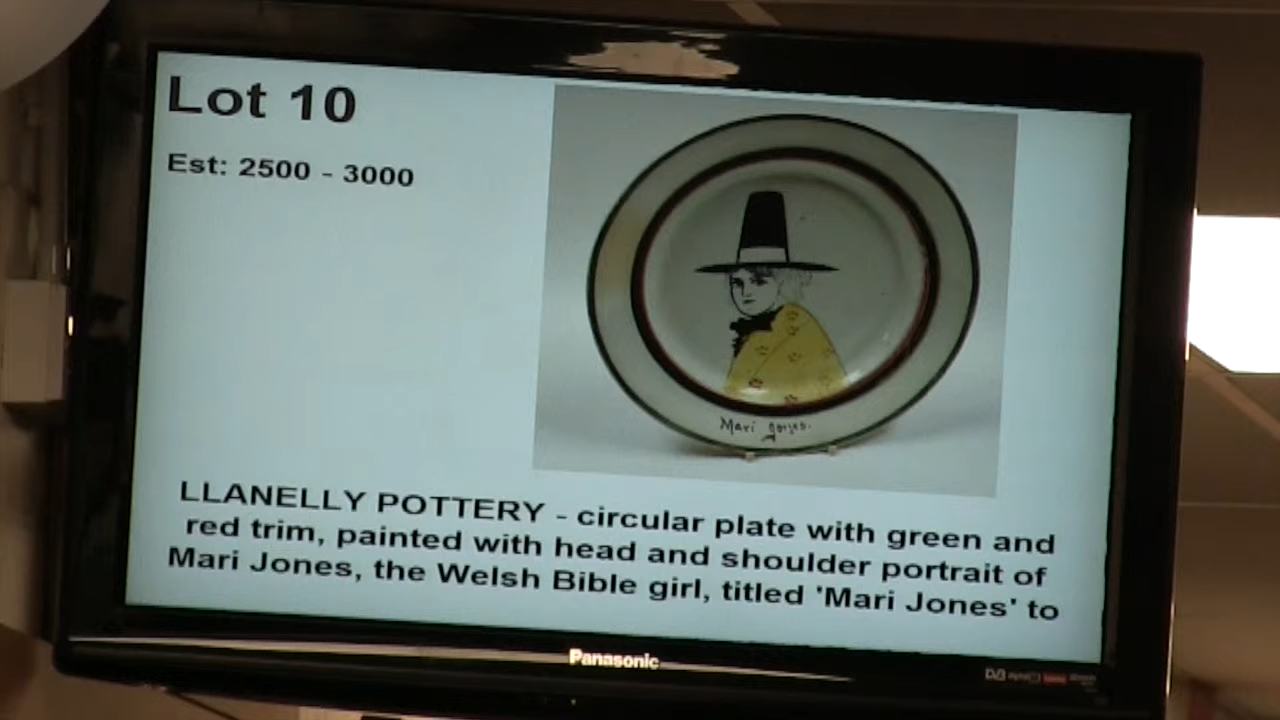 Lot 10
Est: 2500 - 3000
Mari Jones.
LLANELLY POTTERY - circular plate with green and
red trim, painted with head and shoulder portrait of
Mari Jones, the Welsh Bible girl, titled 'Mari Jones' to
Panasonic
DVB